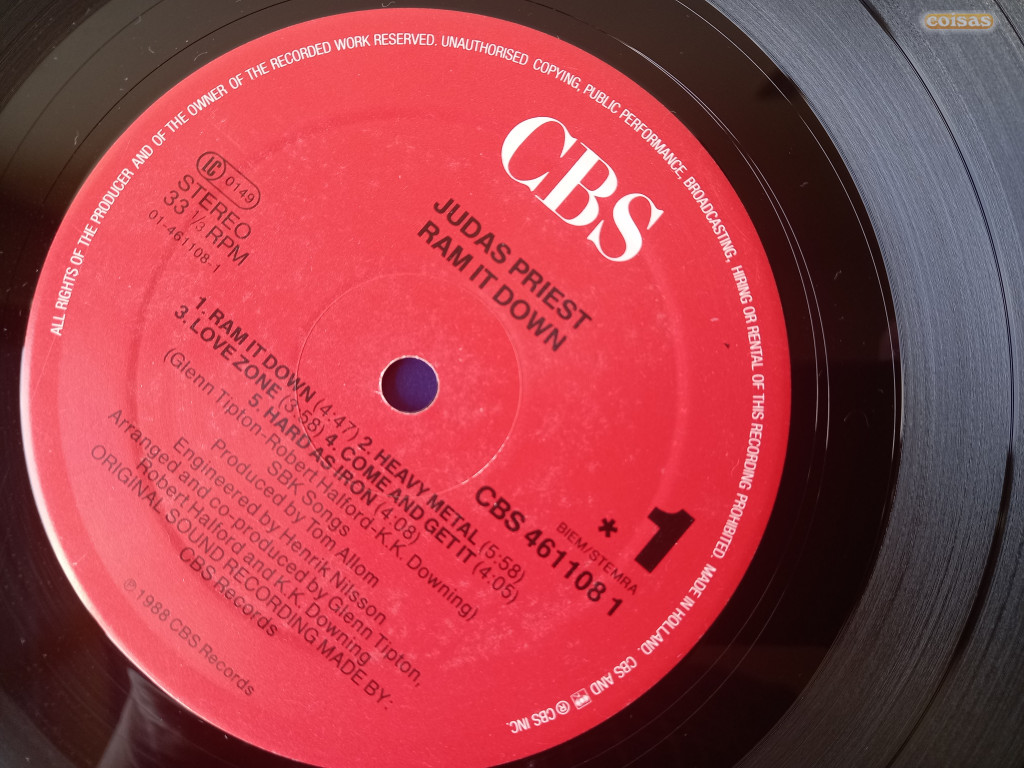 coisas
ALL RIGHTS OF THE PRODUCER AND OF THE OWNER OF THE RECORDED WORK RESERVED. UNAUTHORISED COPYING, PUBLIC PERFORMANCE, BROADCASTING, HIRING OR RENTAL OF THIS RECORDING PROHIBITED. MADE IN HOLLAND. CBS AND ® CBS INC.
CBS
LC 0149
STEREO
33 1/3 RPM
01-461108-1
JUDAS PRIEST
RAM IT DOWN
1
*
BIEM/STEMRA
CBS 461108 1
1. RAM IT DOWN (4:47) 2. HEAVY METAL (5:58)
3. LOVE ZONE (3:58) 4. COME AND GET IT (4:05)
5. HARD AS IRON (4:08)
(Glenn Tipton-Robert Halford-K.K. Downing)
SBK Songs
Produced by Tom Allom
Engineered by Henrik Nisson
Arranged and co-produced by Glenn Tipton,
Robert Halford and K.K. Downing
ORIGINAL SOUND RECORDING MADE BY:
CBS Records
℗ 1988 CBS Records